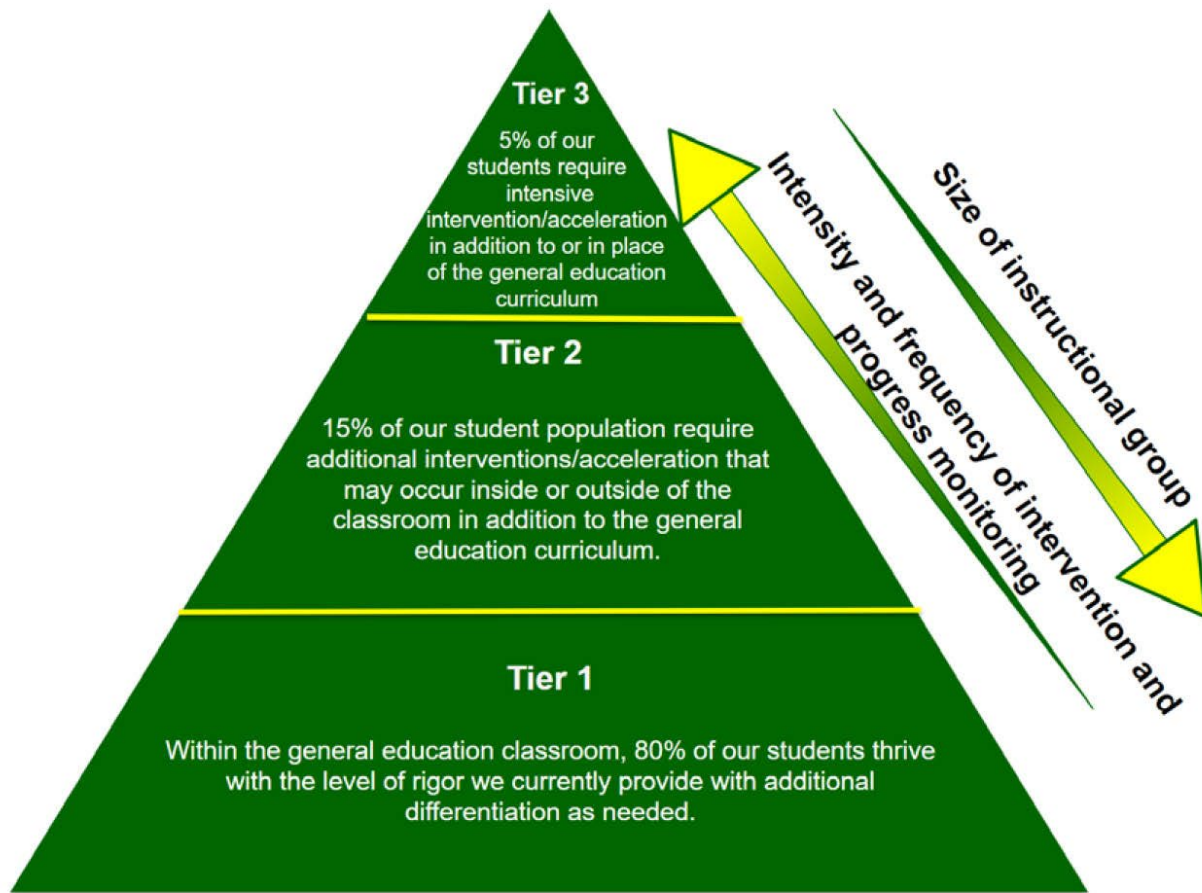 Tier 3
5% of our
students require
intensive
intervention/acceleration
in addition to or in place
of the general education
curriculum
Tier 2
15% of our student population require
additional interventions/acceleration that
may occur inside or outside of the
classroom in addition to the general
education curriculum.
Tier 1
Within the general education classroom, 80% of our students thrive
with the level of rigor we currently provide with additional
differentiation as needed.
Intensity and frequency of intervention and
progress monitoring
Size of instructional group